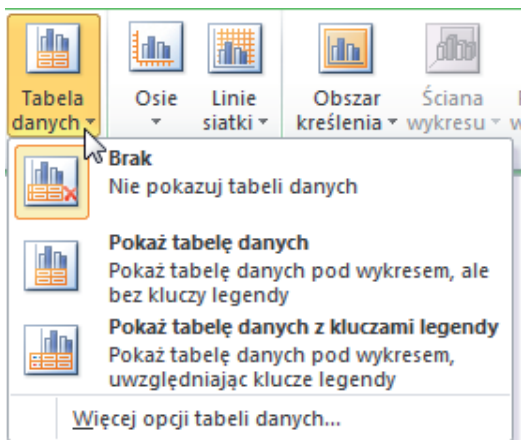 Tabela danych
Osie
Linie siatki
Obszar kreślenia
Ściana wykresu
Brak
Nie pokazuj tabeli danych
Pokaż tabelę danych
Pokaż tabelę danych pod wykresem, ale
bez kluczy legendy
Pokaż tabelę danych z kluczami legendy
Pokaż tabelę danych pod wykresem,
uwzględniając klucze legendy
Więcej opcji tabeli danych...